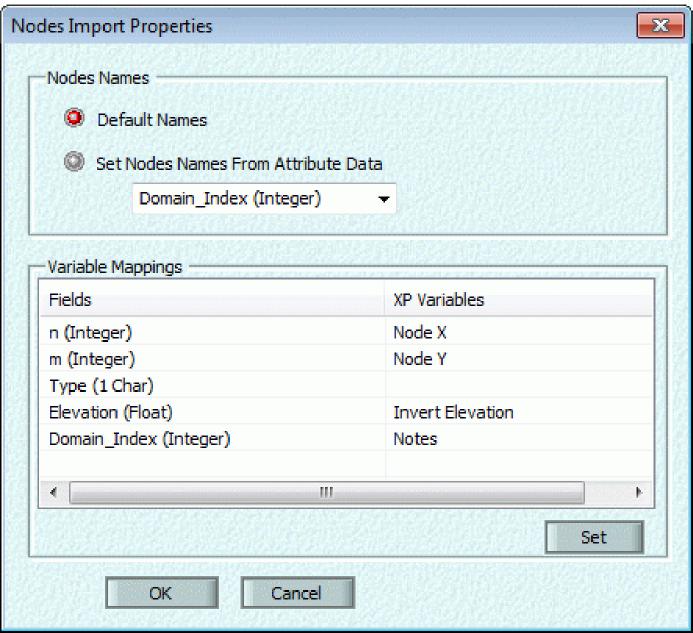 Nodes Import Properties
Nodes Names
Default Names
Set Nodes Names From Attribute Data
Domain_Index (Integer)
Variable Mappings
Fields XP Variables
n (Integer) Node X
m (Integer) Node Y
Type (1 Char)
Elevation (Float) Invert Elevation
Domain_Index (Integer) Notes
Set
OK Cancel